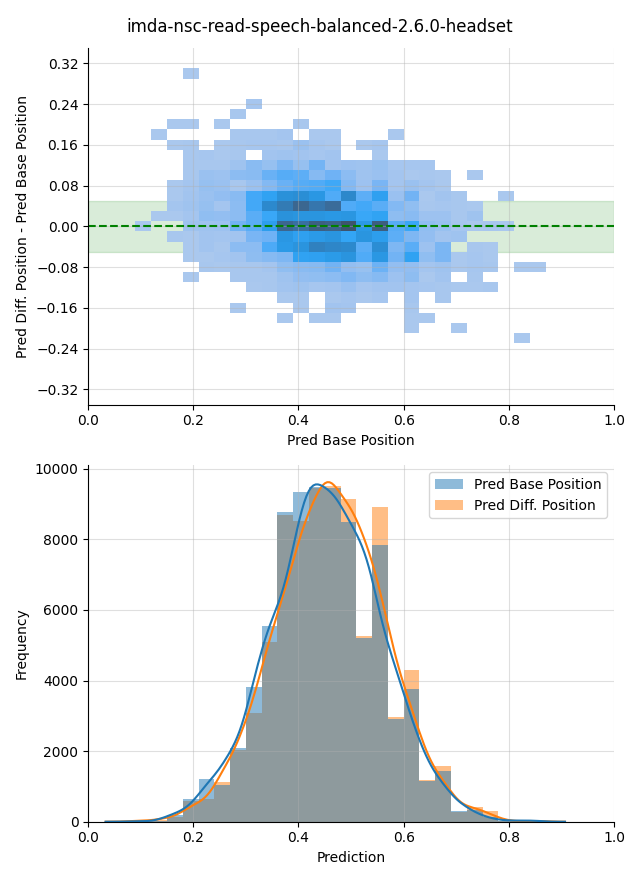 imda-nsc-read-speech-balanced-2.6.0-headset
Pred Diff. Position - Pred Base Position
0.32
0.24
0.16
0.08
0.00
−0.08
−0.16
−0.24
−0.32
0.0 0.2 0.4 0.6 0.8 1.0
Pred Base Position
Frequency
10000
8000
6000
4000
2000
0
Pred Base Position
Pred Diff. Position
0.0 0.2 0.4 0.6 0.8 1.0
Prediction